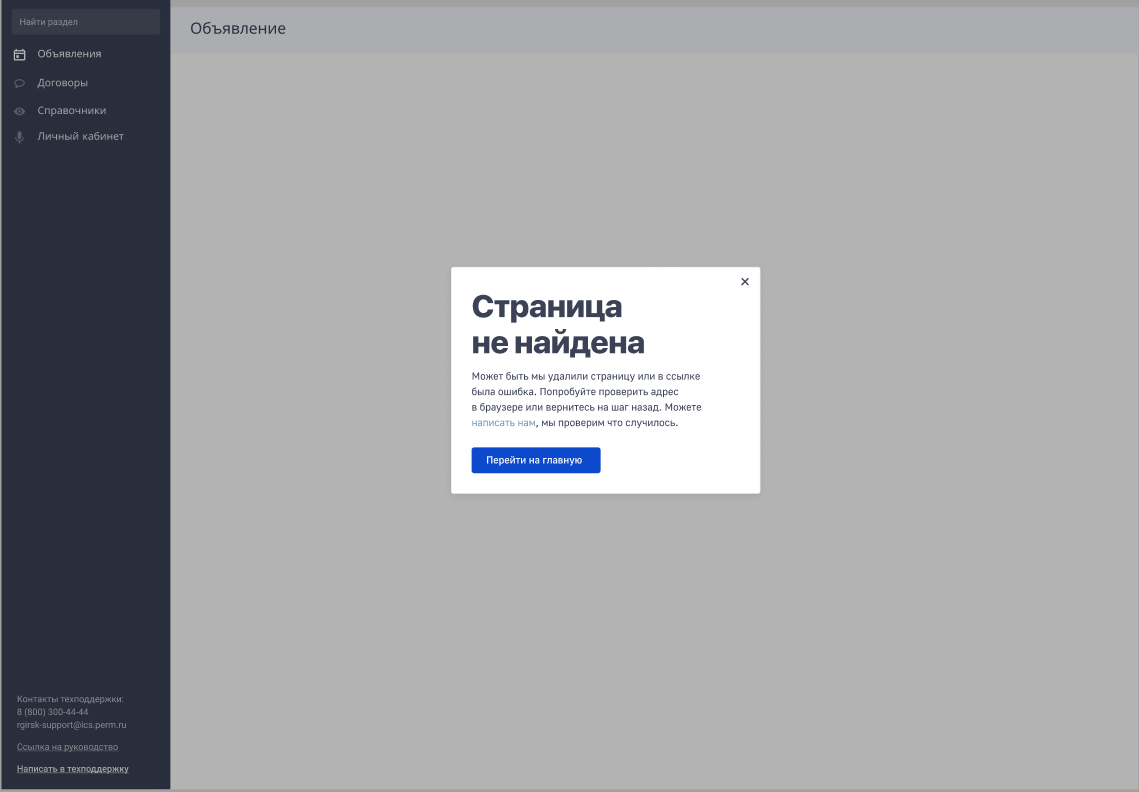 Найти раздел
Объявления
Договоры
Справочники
Личный кабинет
Контакты техподдержки:
8 (800) 300-44-44
rgirsk-support@ics.perm.ru
Ссылка на руководство
Написать в техподдержку
Объявление
Страница
не найдена
Может быть мы удалили страницу или в ссылке
была ошибка. Попробуйте проверить адрес
в браузере или вернитесь на шаг назад. Можете
написать нам, мы проверим что случилось.
Перейти на главную